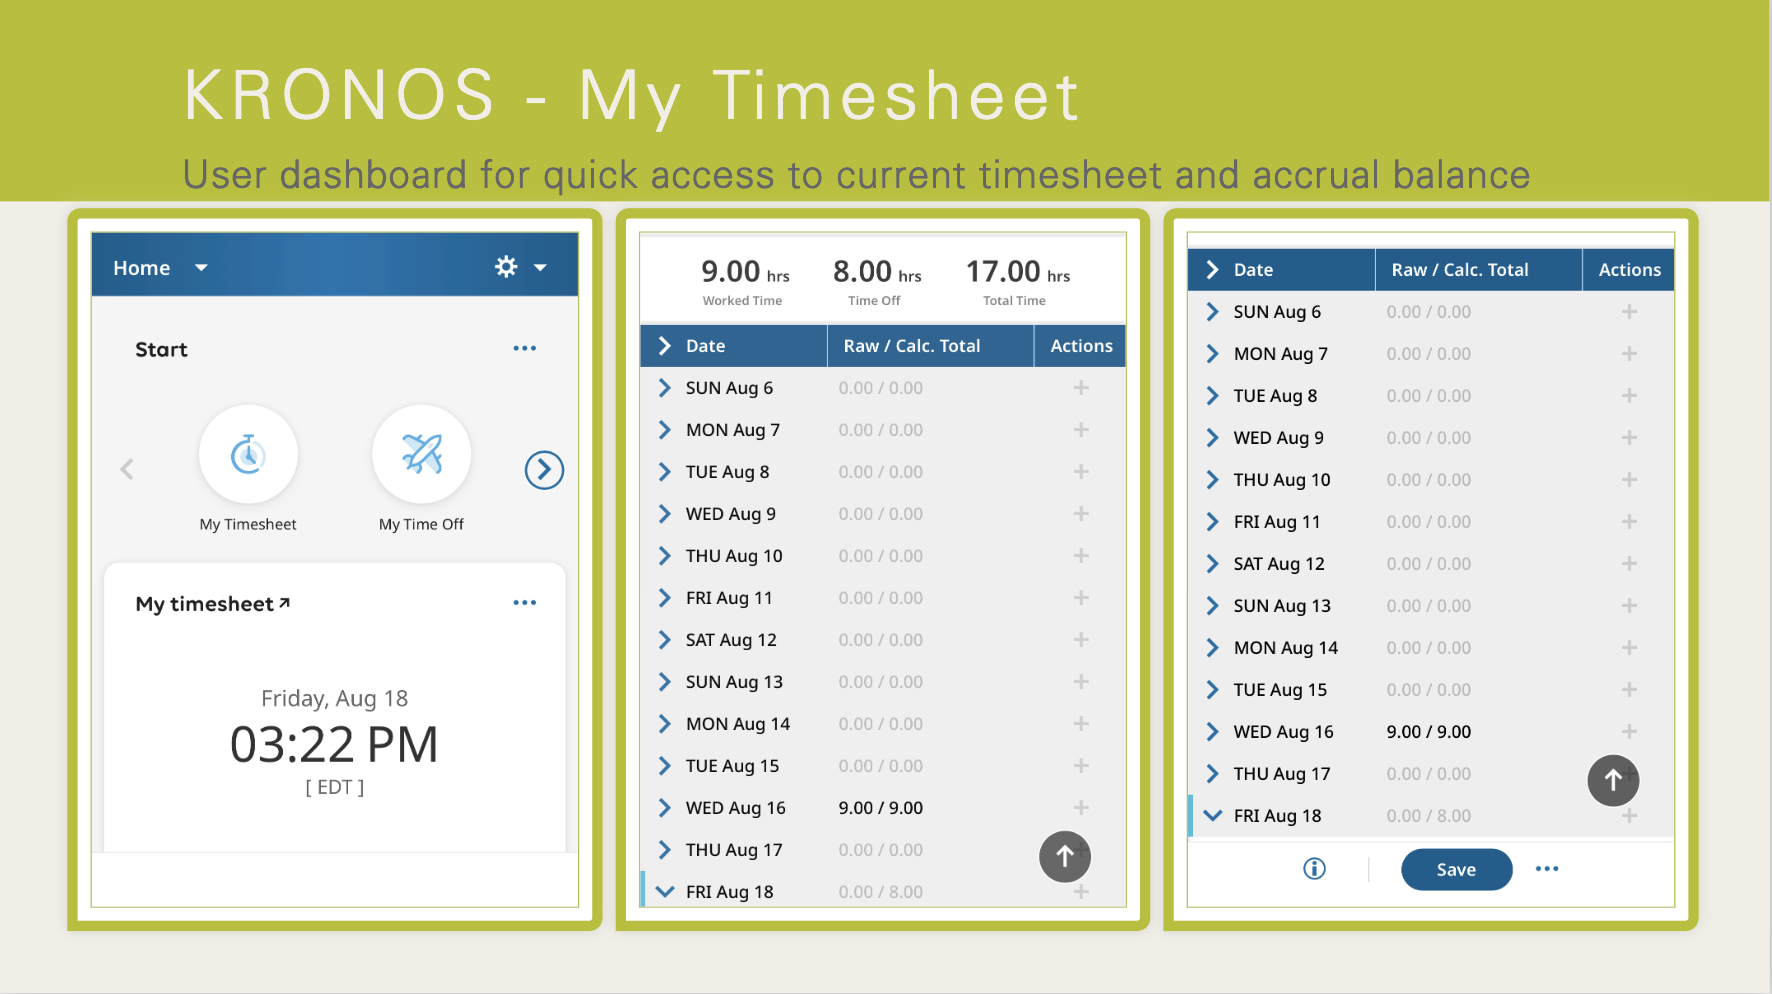 KRONOS - My Timesheet
User dashboard for quick access to current timesheet and accrual balance
Home
Start
My Timesheet
My Time Off
My timesheet
Friday, Aug 18
03:22 PM
[ EDT ]
9.00 hrs 8.00 hrs 17.00 hrs
Worked Time Time Off Total Time
Date Raw / Calc. Total Actions
SUN Aug 6 0.00 / 0.00
MON Aug 7 0.00 / 0.00
TUE Aug 8 0.00 / 0.00
WED Aug 9 0.00 / 0.00
THU Aug 10 0.00 / 0.00
FRI Aug 11 0.00 / 0.00
SAT Aug 12 0.00 / 0.00
SUN Aug 13 0.00 / 0.00
MON Aug 14 0.00 / 0.00
TUE Aug 15 0.00 / 0.00
WED Aug 16 9.00 / 9.00
THU Aug 17 0.00 / 0.00
FRI Aug 18 0.00 / 8.00
Date Raw / Calc. Total Actions
SUN Aug 6 0.00 / 0.00
MON Aug 7 0.00 / 0.00
TUE Aug 8 0.00 / 0.00
WED Aug 9 0.00 / 0.00
THU Aug 10 0.00 / 0.00
FRI Aug 11 0.00 / 0.00
SAT Aug 12 0.00 / 0.00
SUN Aug 13 0.00 / 0.00
MON Aug 14 0.00 / 0.00
TUE Aug 15 0.00 / 0.00
WED Aug 16 9.00 / 9.00
THU Aug 17 0.00 / 0.00
FRI Aug 18 0.00 / 8.00
Save